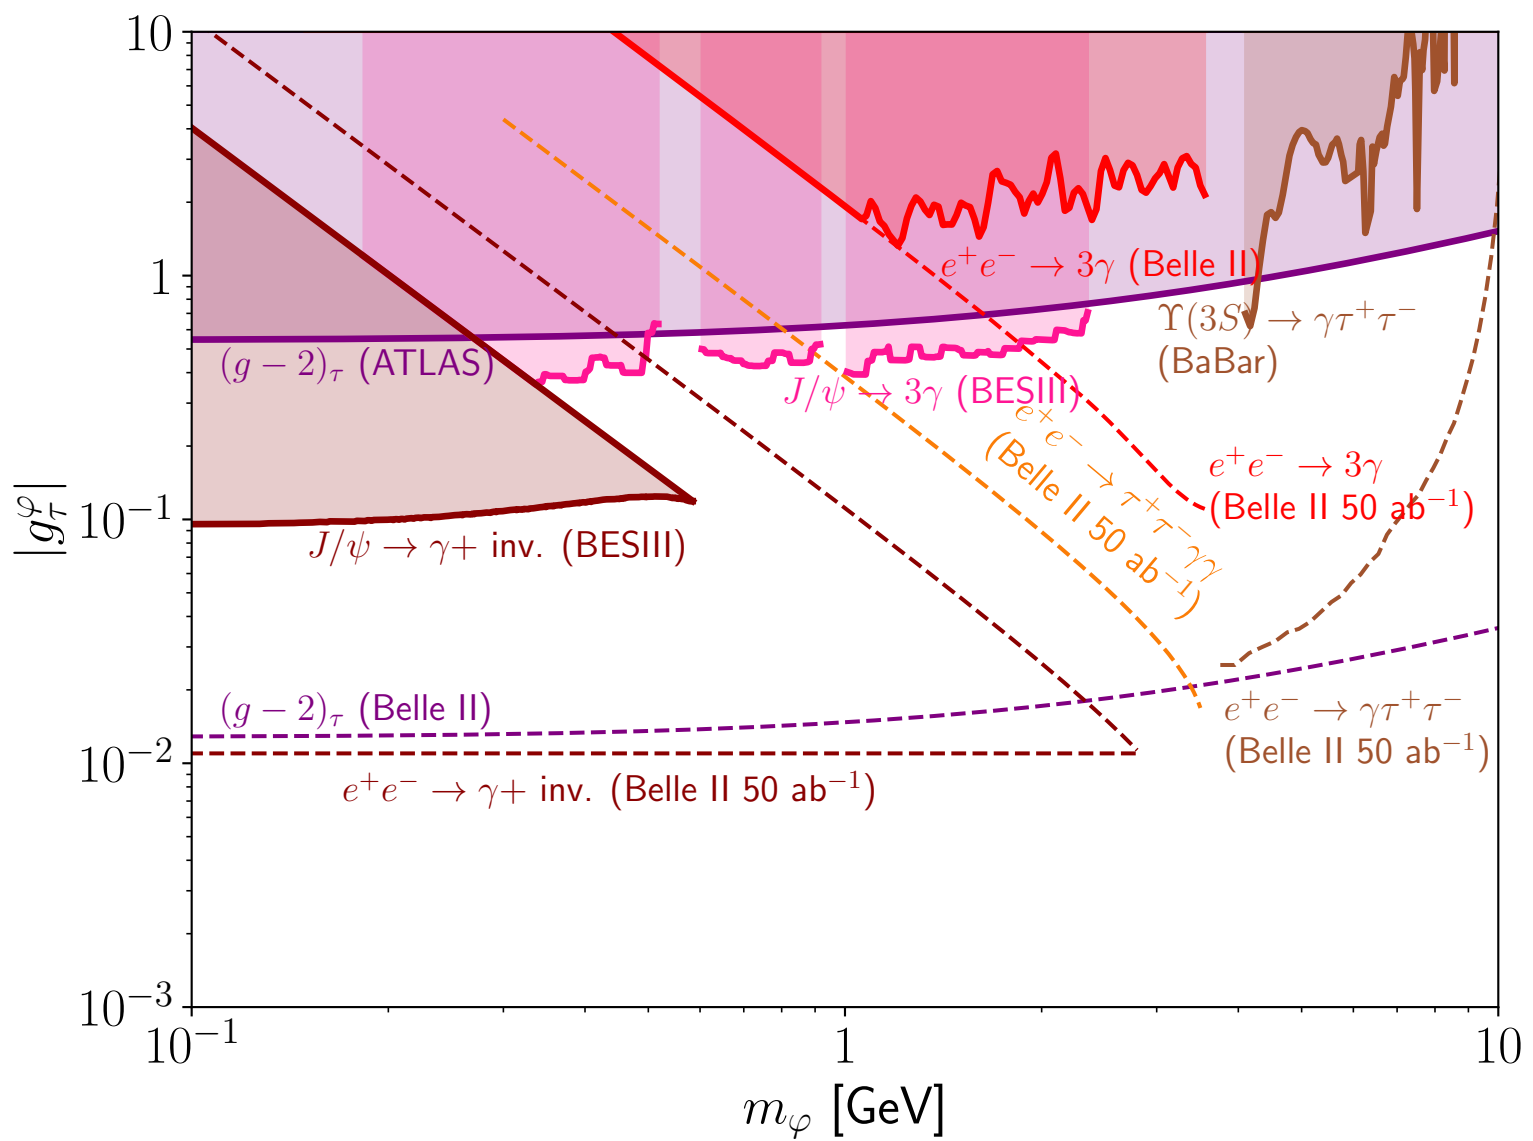 10
1
10⁻¹
10⁻²
10⁻³
|g_τ^φ|
e⁺e⁻ → 3γ (Belle II)
Υ(3S) → γτ⁺τ⁻
(BaBar)
(g − 2)_τ (ATLAS)
J/ψ → 3γ (BESIII)
e⁺e⁻ → τ⁺τ⁻γγ
(Belle II 50 ab⁻¹)
e⁺e⁻ → 3γ
(Belle II 50 ab⁻¹)
J/ψ → γ+ inv. (BESIII)
(g − 2)_τ (Belle II)
e⁺e⁻ → γτ⁺τ⁻
(Belle II 50 ab⁻¹)
e⁺e⁻ → γ+ inv. (Belle II 50 ab⁻¹)
10⁻¹ 1 10
m_φ [GeV]